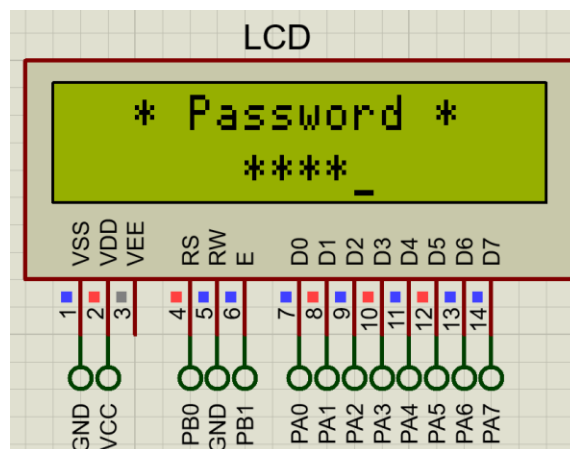 LCD
* Password *
****_
VSS VDD VEE RS RW E D0 D1 D2 D3 D4 D5 D6 D7
1 2 3 4 5 6 7 8 9 10 11 12 13 14
GND VCC PB0 GND PB1 PA0 PA1 PA2 PA3 PA4 PA5 PA6 PA7